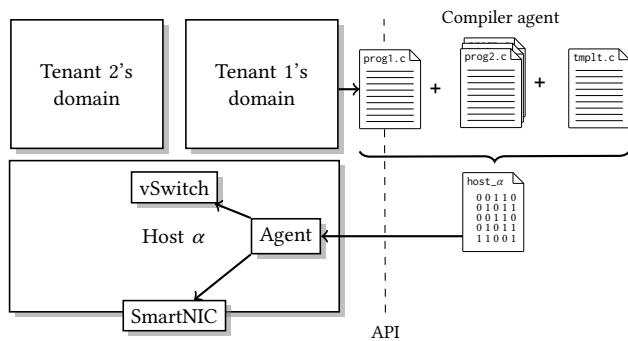 Compiler agent
Tenant 2's
domain
Tenant 1's
domain
prog1.c
+
prog2.c
+
tmplt.c
vSwitch
Host α
Agent
SmartNIC
host_α
0 0 1 1 0
0 1 0 1 1
0 0 1 1 0
0 1 0 1 1
1 1 0 0 1
API